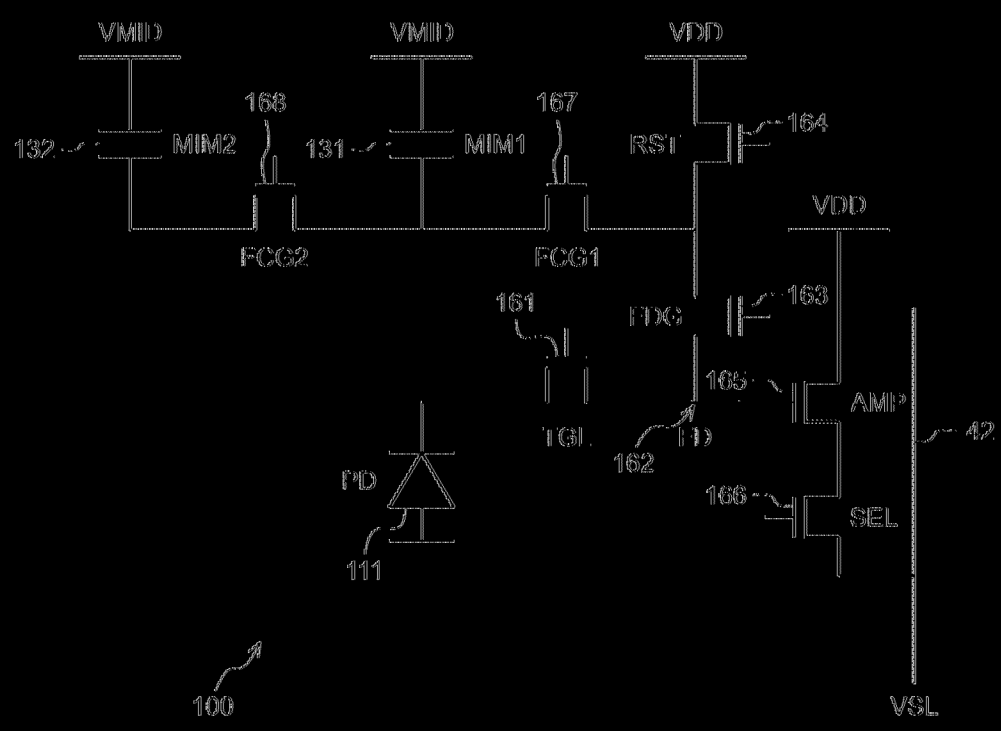 VMID VMID VDD
168 167
132 MIM2 131 MIM1 RST 164
VDD
FCG2 FCG1
161 FDG 163
165 AMP
TGL 162 FD 42
PD 166 SEL
111
100 VSL